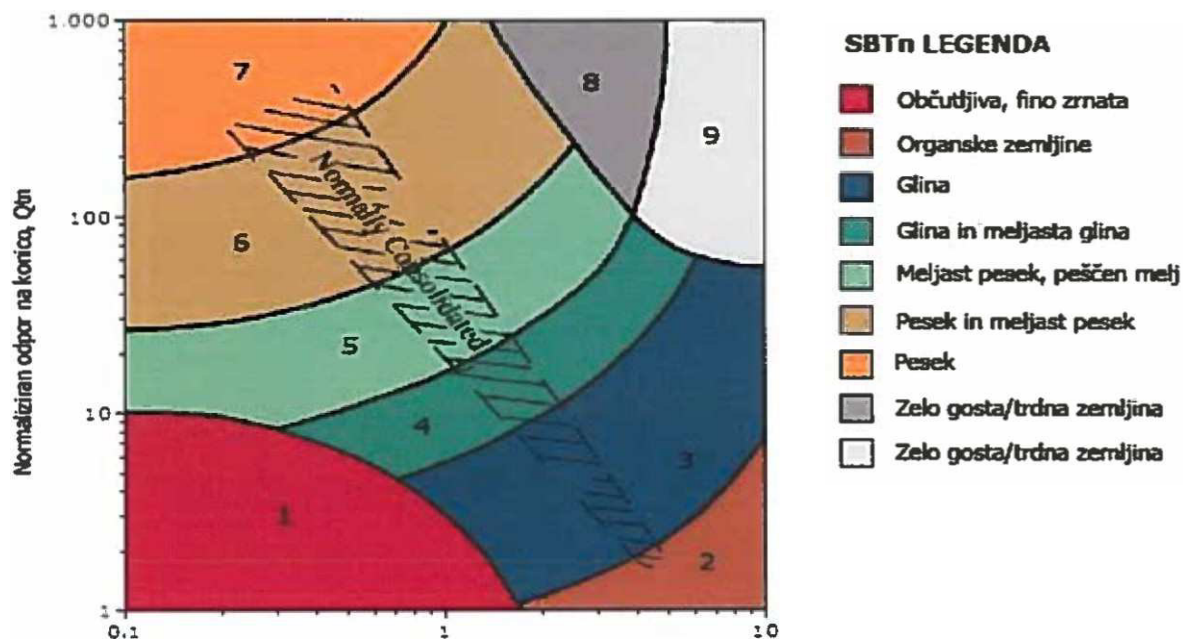 1.000
100
10
1
0.1
1
10
Normaliziran odpor na konico, Qtn
7
8
9
6
5
4
3
1
2
Normally Consolidated
SBTn LEGENDA
Občutljiva, fino zrnata
Organske zemljine
Glina
Glina in meljasta glina
Meljast pesek, peščen melj
Pesek in meljast pesek
Pesek
Zelo gosta/trdna zemljina
Zelo gosta/trdna zemljina